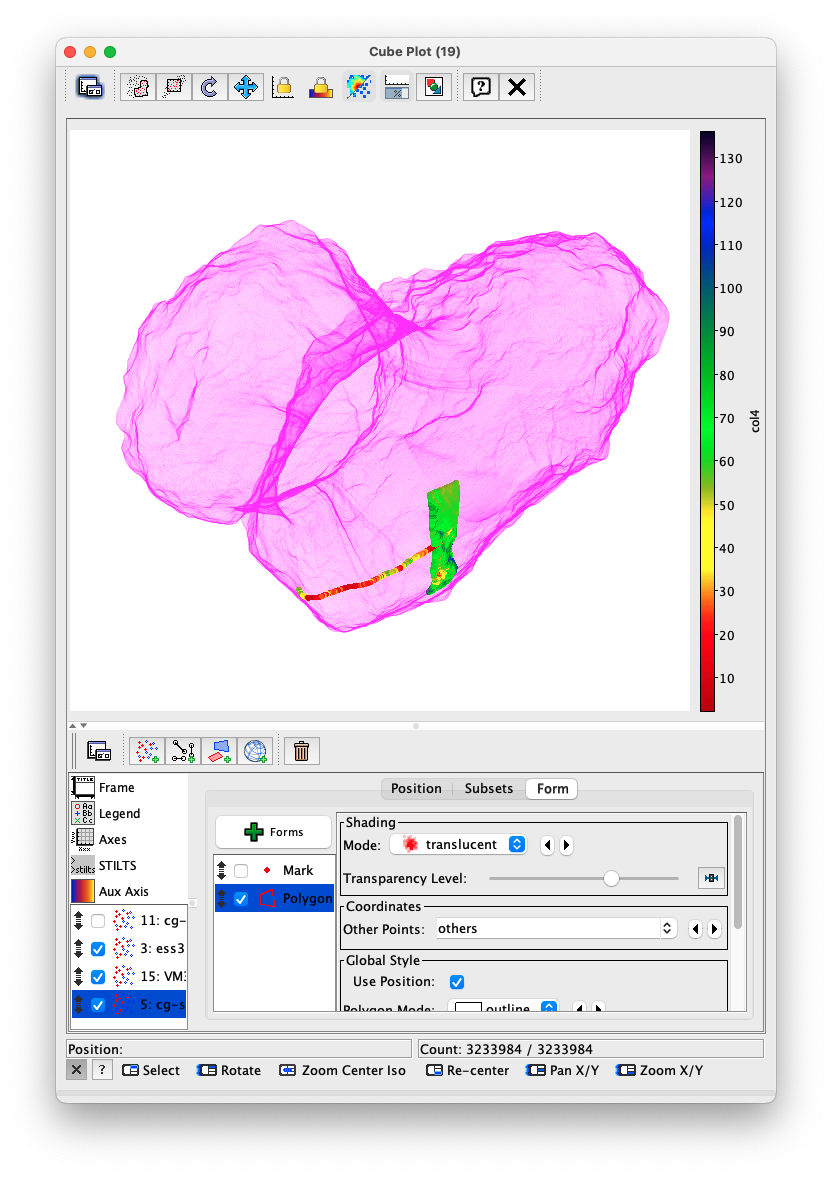 Cube Plot (19)
130
120
110
100
90
80
70
60
50
40
30
20
10
col4
Frame
Legend
Axes
STILTS
Aux Axis
11: cg-
3: ess3
15: VM3
5: cg-s
Position Subsets Form
Forms
Mark
Polygon
Shading
Mode: translucent
Transparency Level:
Coordinates
Other Points: others
Global Style
Use Position:
Polygon Mode: outline
Position:
Count: 3233984 / 3233984
Select Rotate Zoom Center Iso Re-center Pan X/Y Zoom X/Y